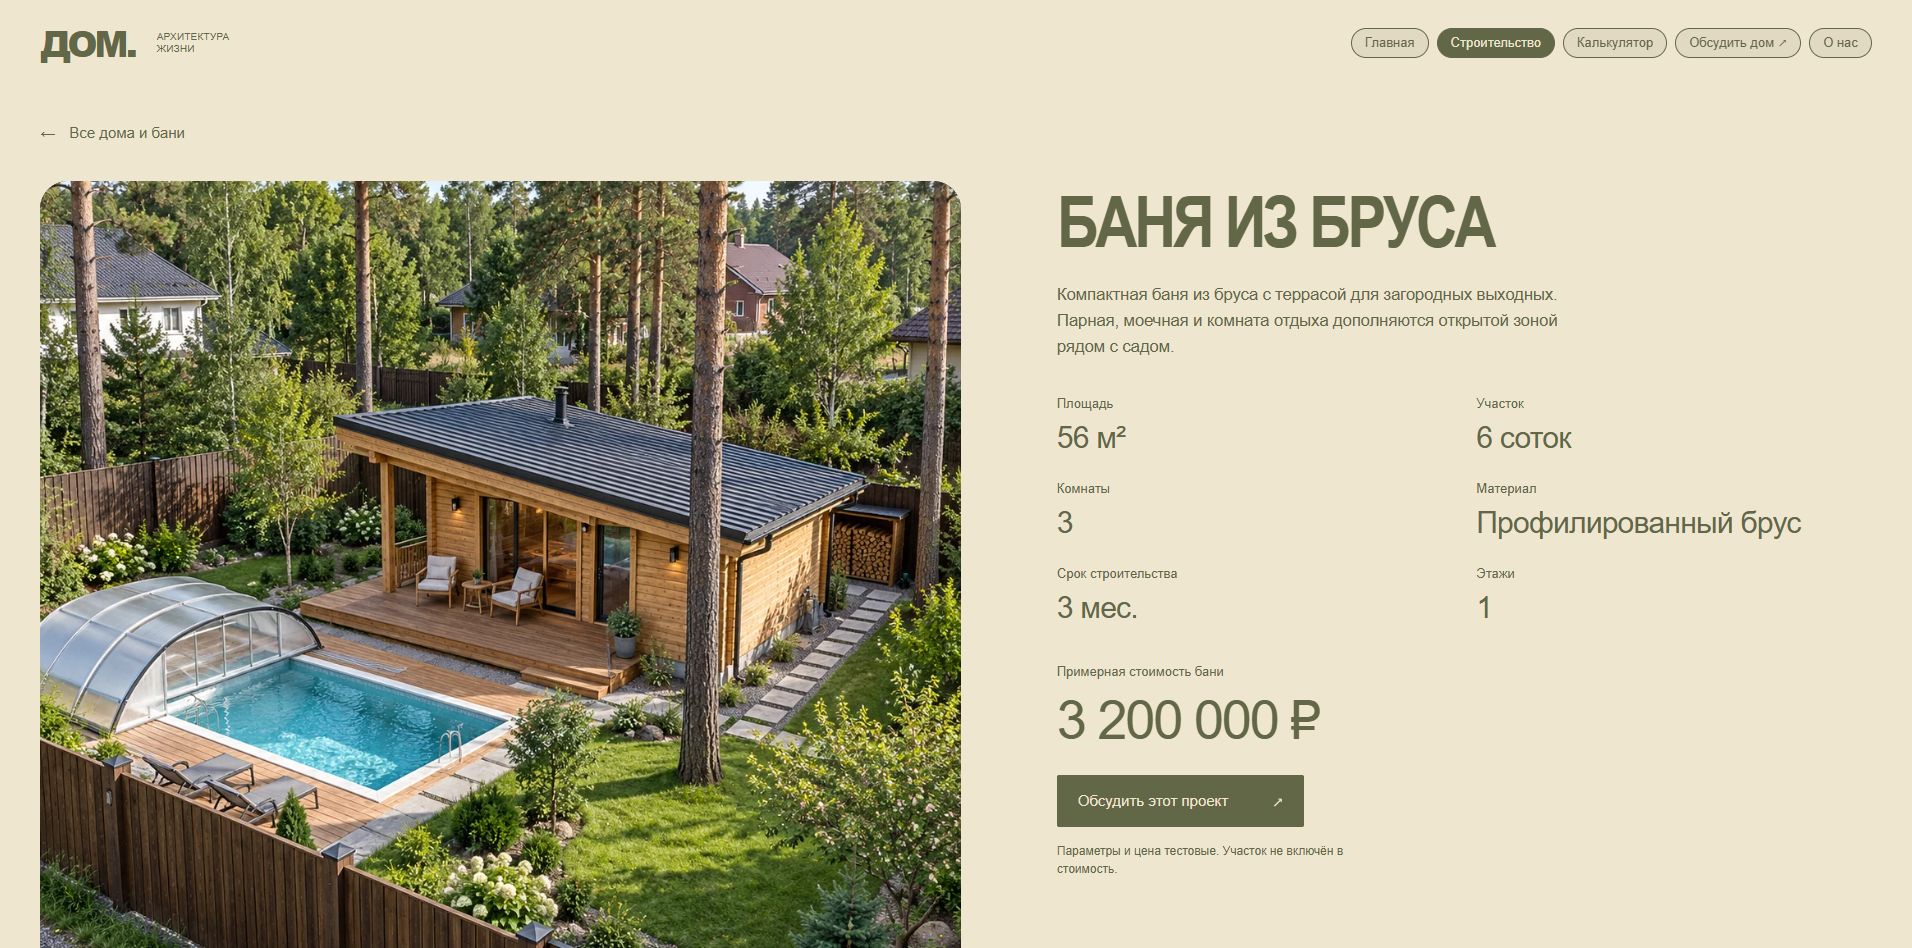 ДОМ.
АРХИТЕКТУРА
ЖИЗНИ
Главная
Строительство
Калькулятор
Обсудить дом ↗
О нас
← Все дома и бани
БАНЯ ИЗ БРУСА
Компактная баня из бруса с террасой для загородных выходных.
Парная, моечная и комната отдыха дополняются открытой зоной
рядом с садом.
Площадь
56 м²
Участок
6 соток
Комнаты
3
Материал
Профилированный брус
Срок строительства
3 мес.
Этажи
1
Примерная стоимость бани
3 200 000 ₽
Обсудить этот проект ↗
Параметры и цена тестовые. Участок не включён в
стоимость.